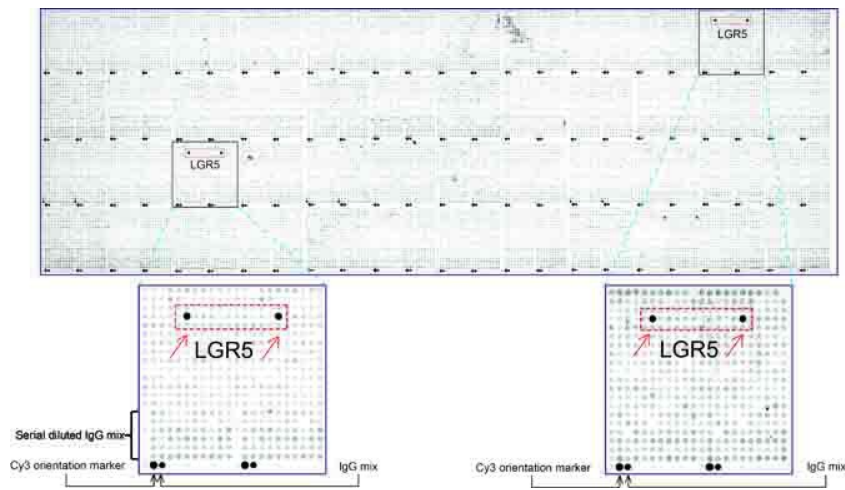 LGR5
LGR5
LGR5
LGR5
Serial diluted IgG mix
Cy3 orientation marker
IgG mix
Cy3 orientation marker
IgG mix